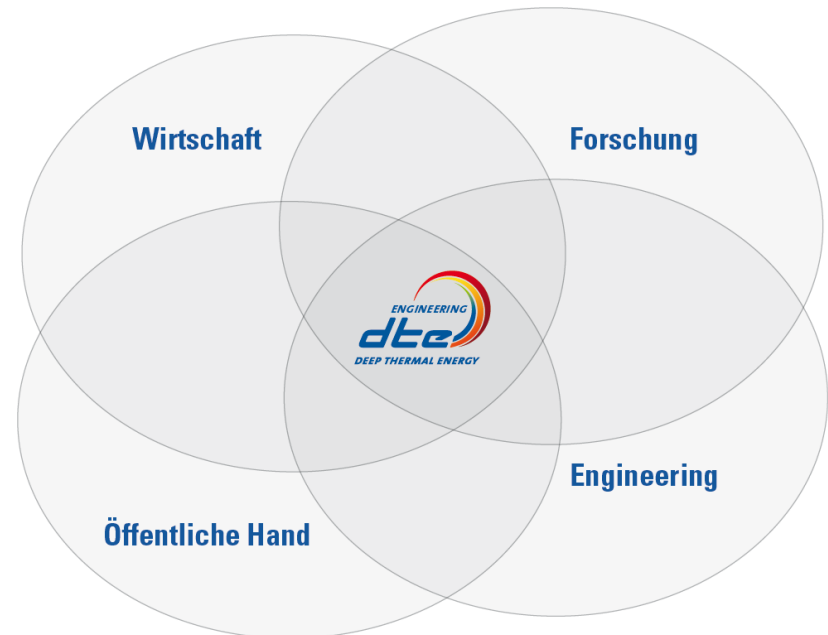 Wirtschaft
Forschung
ENGINEERING
dte
DEEP THERMAL ENERGY
Engineering
Öffentliche Hand